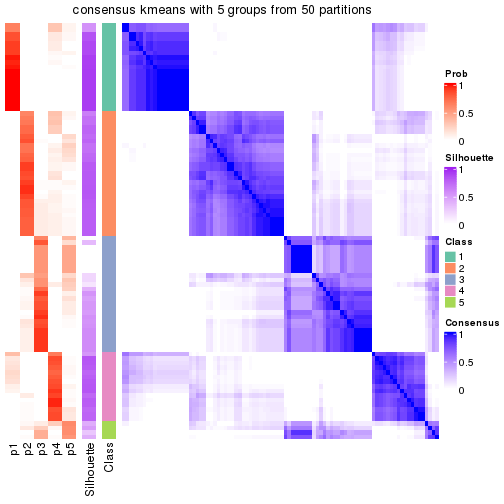 consensus kmeans with 5 groups from 50 partitions
Prob
1
0.5
0
Silhouette
1
0.5
0
Class
1
2
3
4
5
Consensus
1
0.5
0
p1
p2
p3
p4
p5
Silhouette
Class